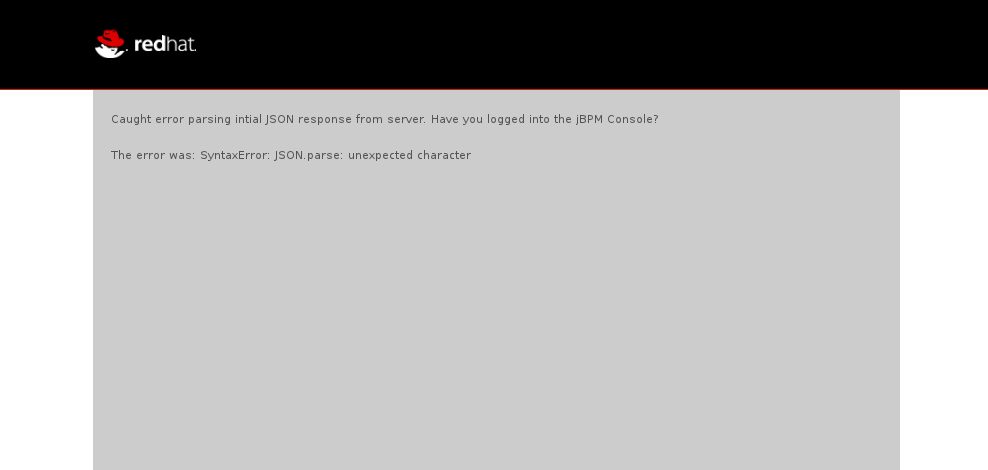 redhat.
Caught error parsing intial JSON response from server. Have you logged into the jBPM Console?
The error was: SyntaxError: JSON.parse: unexpected character